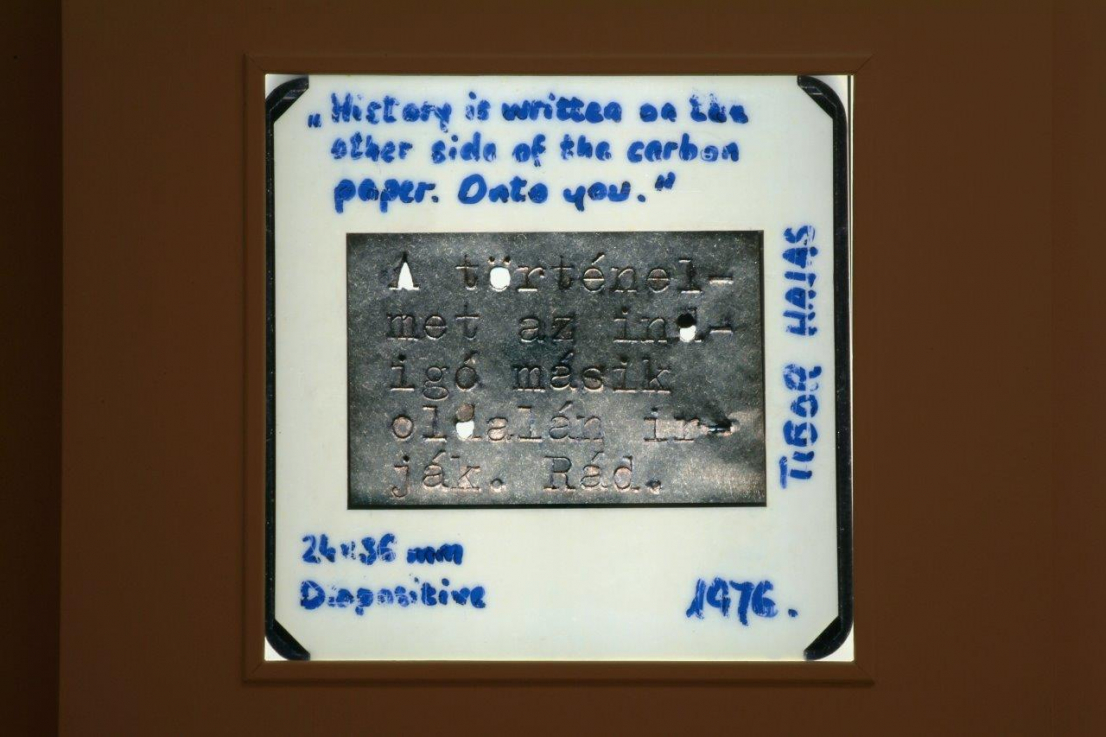 „History is written on the
other side of the carbon
paper. Onto you."
A történel-
met az ind-
igó másik
oldalán ir-
ják. Rád.
TIBOR HAJAS
24x36 mm
Diapositive
1976.